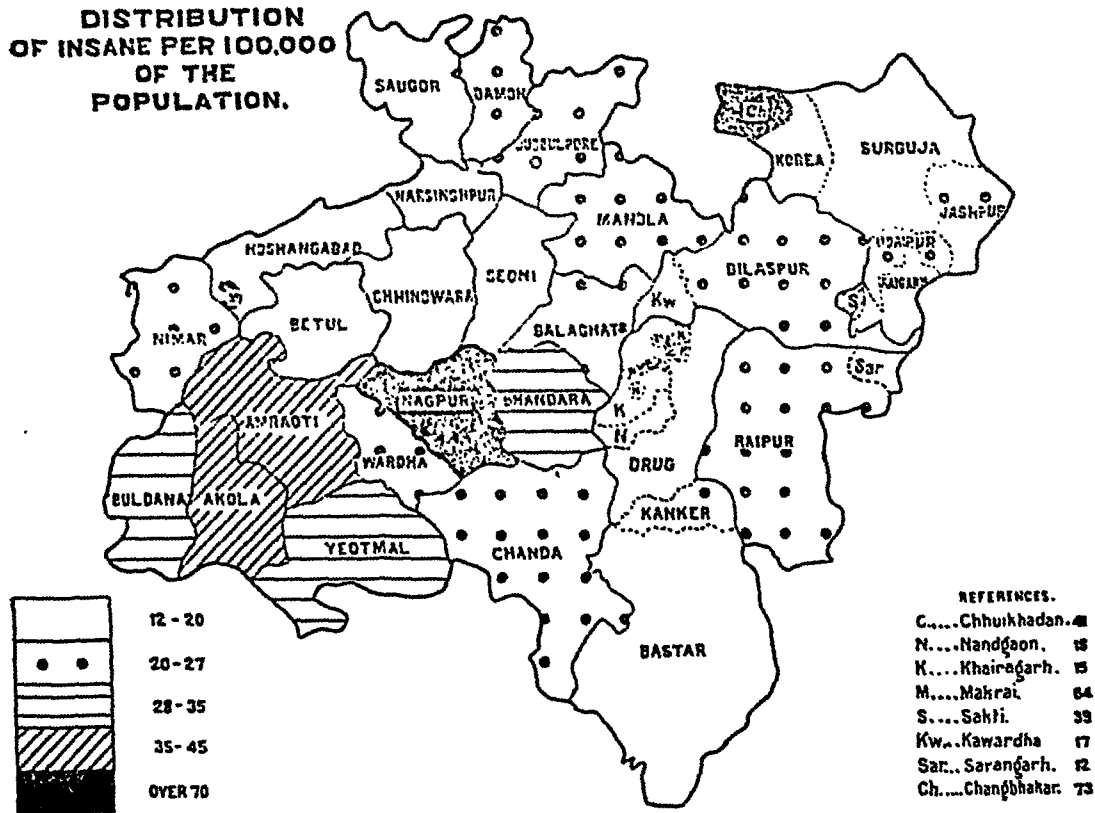 DISTRIBUTION
OF INSANE PER 100,000
OF THE
POPULATION.
SAUGOR
DAMOH
JUBBULPORE
Ch
KOREA
SURGUJA
NARSINGHPUR
MANDLA
JASHPUR
HOSHANGABAD
SEONI
BILASPUR
UDAIPUR
RAIGARH
CHHINDWARA
Kw
S
NIMAR
BETUL
BALAGHAT
Sar
NAGPUR
BHANDARA
K
AMRAOTI
N
RAIPUR
WARDHA
DRUG
BULDANA
AKOLA
KANKER
YEOTMAL
CHANDA
BASTAR
12 - 20
20-27
28-35
35-45
OVER 70
REFERENCES.
C.....Chhuikhadan.
N....Nandgaon. 15
K....Khairagarh. 15
M....Makrai. 64
S....Sakti. 39
Kw...Kawardha 17
Sar...Sarangarh. 12
Ch.....Changbhakar. 73